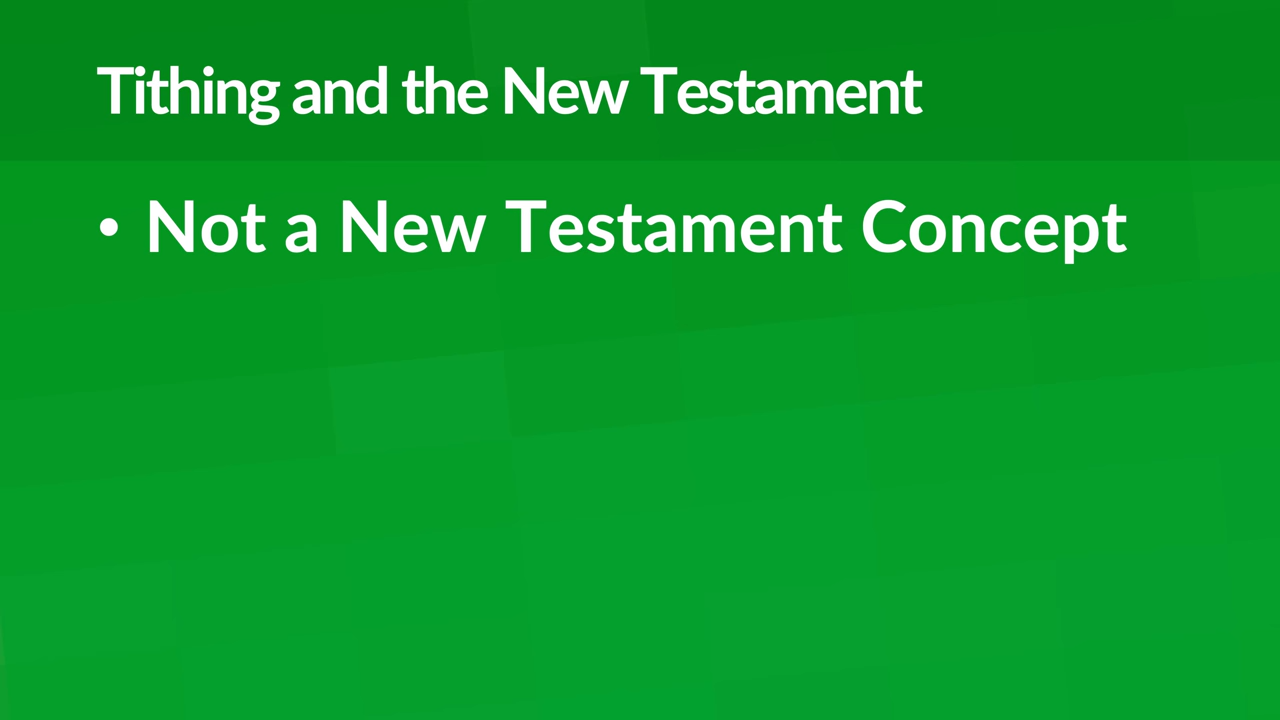 Tithing and the New Testament
• Not a New Testament Concept